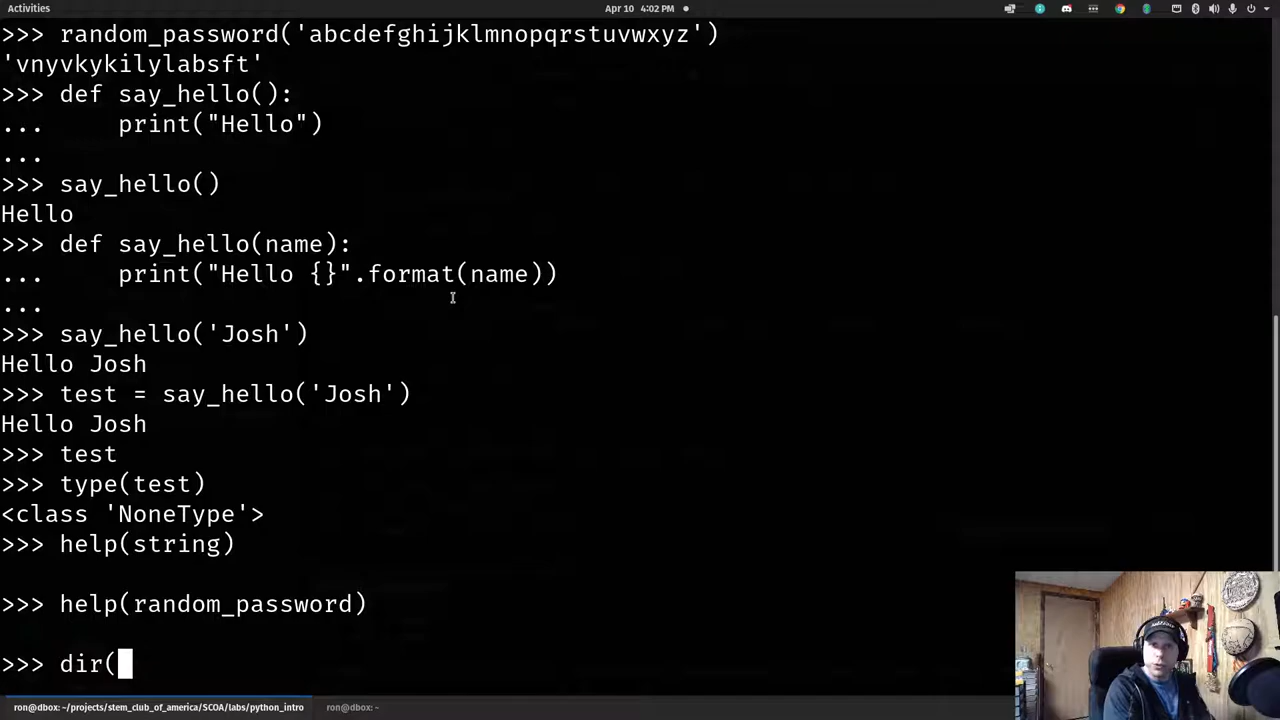 Activities
Apr 10 4:02 PM
>>> random_password('abcdefghijklmnopqrstuvwxyz')
'vnyvkykilylabsft'
>>> def say_hello():
...     print("Hello")
...
>>> say_hello()
Hello
>>> def say_hello(name):
...     print("Hello {}".format(name))
...
>>> say_hello('Josh')
Hello Josh
>>> test = say_hello('Josh')
Hello Josh
>>> test
>>> type(test)
<class 'NoneType'>
>>> help(string)
>>> help(random_password)
>>> dir(
ron@dbox: ~/projects/stem_club_of_america/SCOA/labs/python_intro
ron@dbox: ~